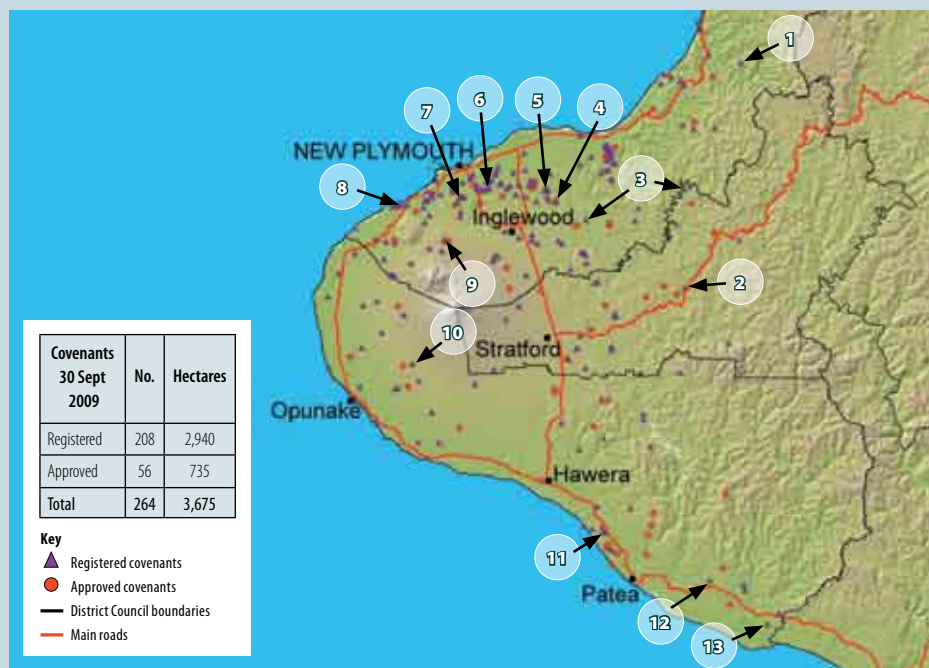 1
7
6
5
4
NEW PLYMOUTH
8
3
Inglewood
9
2
10
Stratford
Opunake
Hawera
11
Patea
12
13
Covenants 30 Sept 2009 No. Hectares
Registered 208 2,940
Approved 56 735
Total 264 3,675
Key
Registered covenants
Approved covenants
District Council boundaries
Main roads